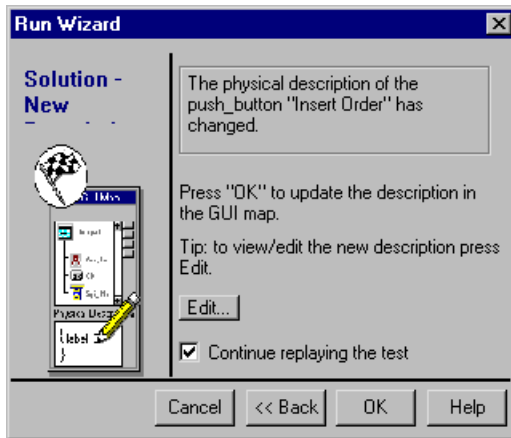 Run Wizard
Solution -
New
The physical description of the
push_button "Insert Order" has
changed.
Press "OK" to update the description in
the GUI map.
Tip: to view/edit the new description press
Edit.
Edit...
Continue replaying the test
{label
}
Cancel
<< Back
OK
Help